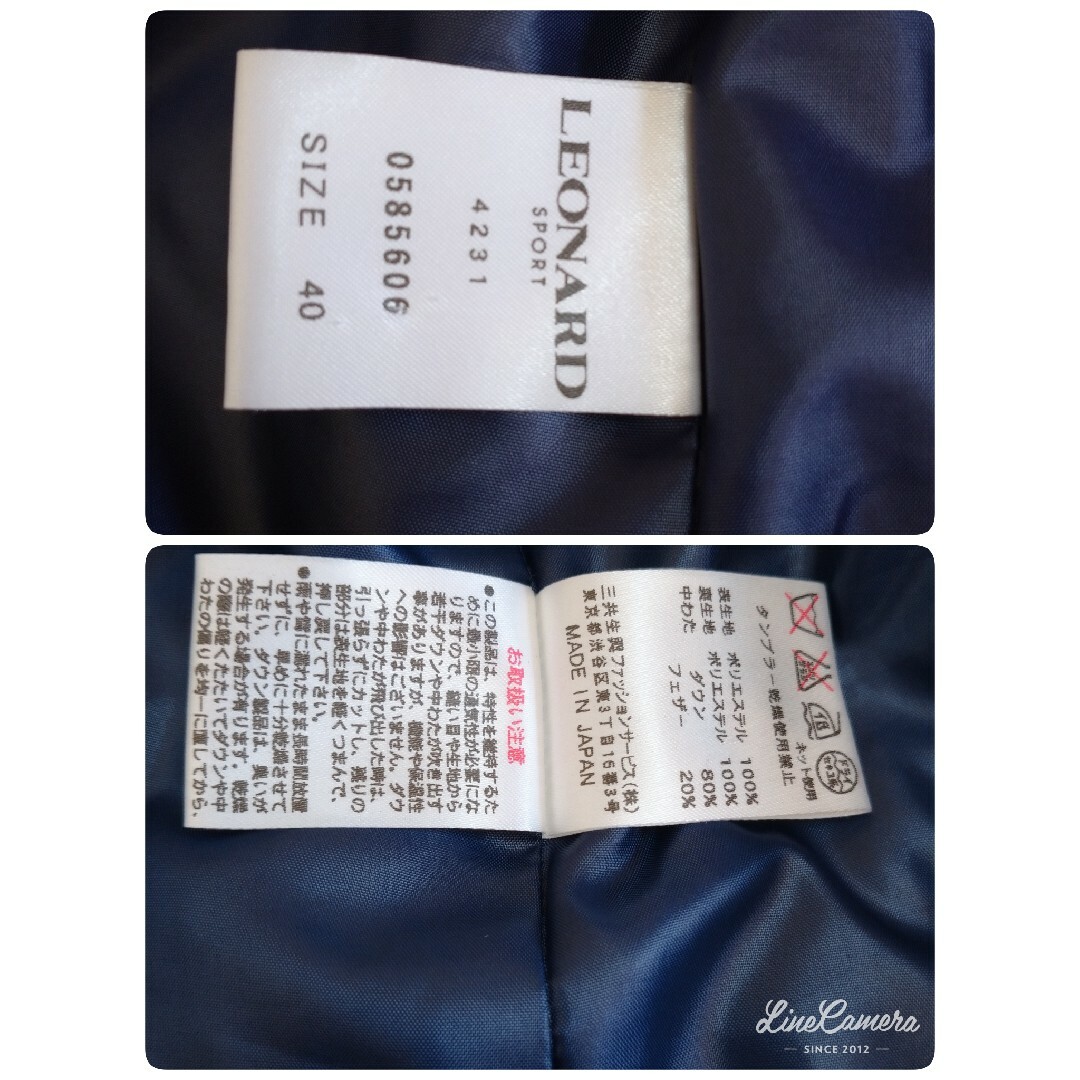 LEONARD
SPORT
4231
0585606
SIZE 40
タンブラー乾燥使用禁止
ネット使用
ドライ
セキユ系
表生地 ポリエステル 100%
裏生地 ポリエステル 100%
中わた ダウン 80%
フェザー 20%
三共生興ファッションサービス(株)
東京都渋谷区東3丁目16番3号
MADE IN JAPAN
お取扱い注意
●この製品は、特性を維持するた
めに最小限の通気性が必要にな
りますので、縫い目や生地から
若干ダウンや中わたが吹き出す
事がありますが、機能や保温性
への影響はございません。ダウ
ンや中わたが飛び出した時は、
引っ張らずにカットし、残りの
部分は表生地を軽くつまんで、
押し戻して下さい。
●雨や雪に濡れたまま長時間放置
せずに、早めに十分乾燥させて
下さい。ダウン製品は、臭いが
発生する場合が有ります。乾燥
の際は軽くたたいてダウンや中
わたの偏りを均一に直してから、
LineCamera
SINCE 2012